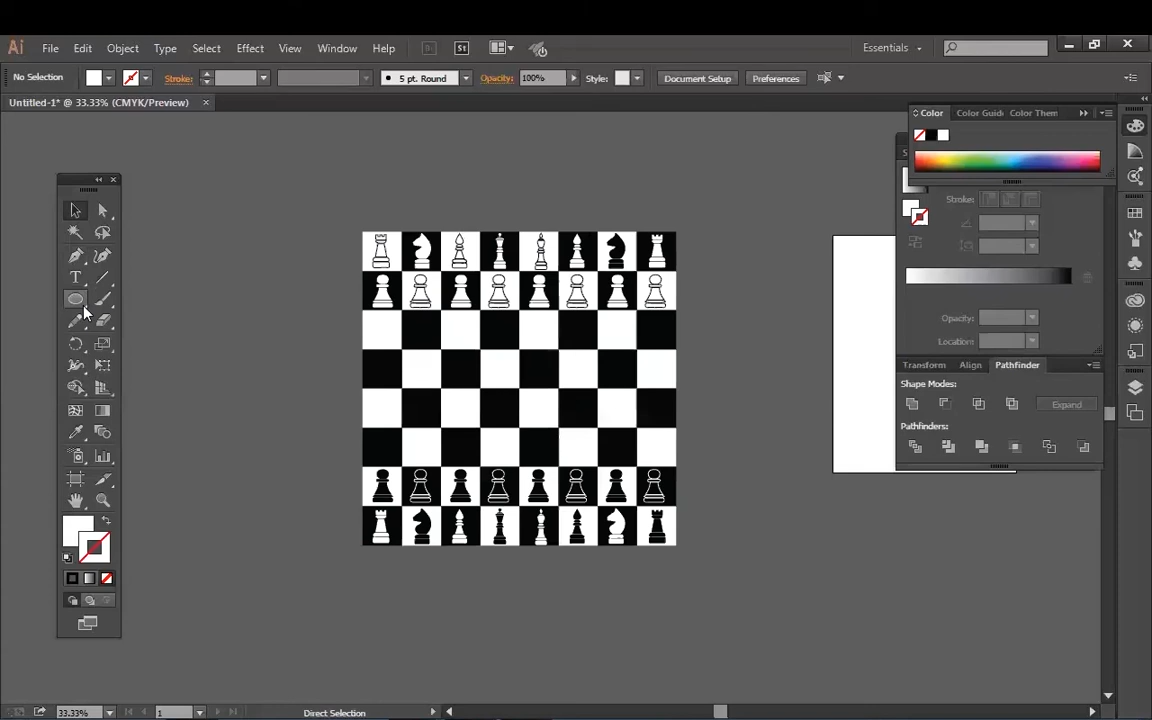 Ai File Edit Object Type Select Effect View Window Help Br St Essentials
No Selection Stroke: 5 pt. Round Opacity: 100% Style: Document Setup Preferences
Untitled-1* @ 33.33% (CMYK/Preview)
Color Color Guid Color Them
Stroke:
Opacity:
Location:
Transform Align Pathfinder
Shape Modes:
Expand
Pathfinders:
33.33% 1 Direct Selection